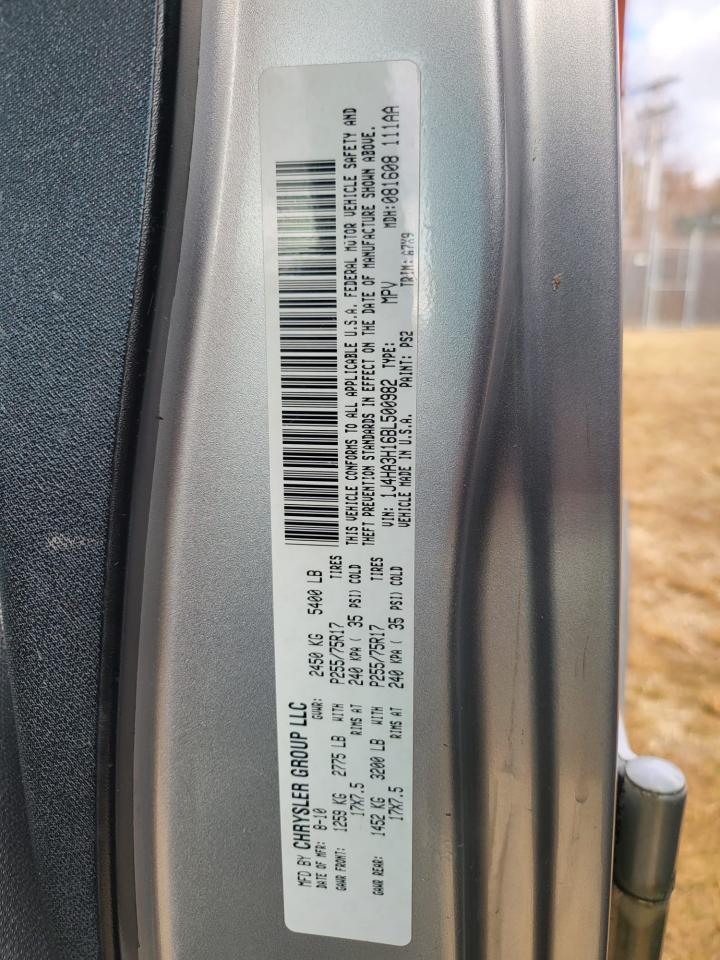 MFD BY CHRYSLER GROUP LLC
DATE OF MFR: 8-10 GVWR: 2450 KG 5400 LB
GAWR FRONT: 1259 KG 2775 LB WITH P255/75R17 TIRES
17X7.5 RIMS AT 240 KPA ( 35 PSI) COLD
GAWR REAR: 1452 KG 3200 LB WITH P255/75R17 TIRES
17X7.5 RIMS AT 240 KPA ( 35 PSI) COLD
THIS VEHICLE CONFORMS TO ALL APPLICABLE U.S.A. FEDERAL MOTOR VEHICLE SAFETY AND
THEFT PREVENTION STANDARDS IN EFFECT ON THE DATE OF MANUFACTURE SHOWN ABOVE.
VIN: 1J4HA3H16BL500982 TYPE: MPV MDH:081608 111AA
VEHICLE MADE IN U.S.A. PAINT: PS2 TRIM: A7X9